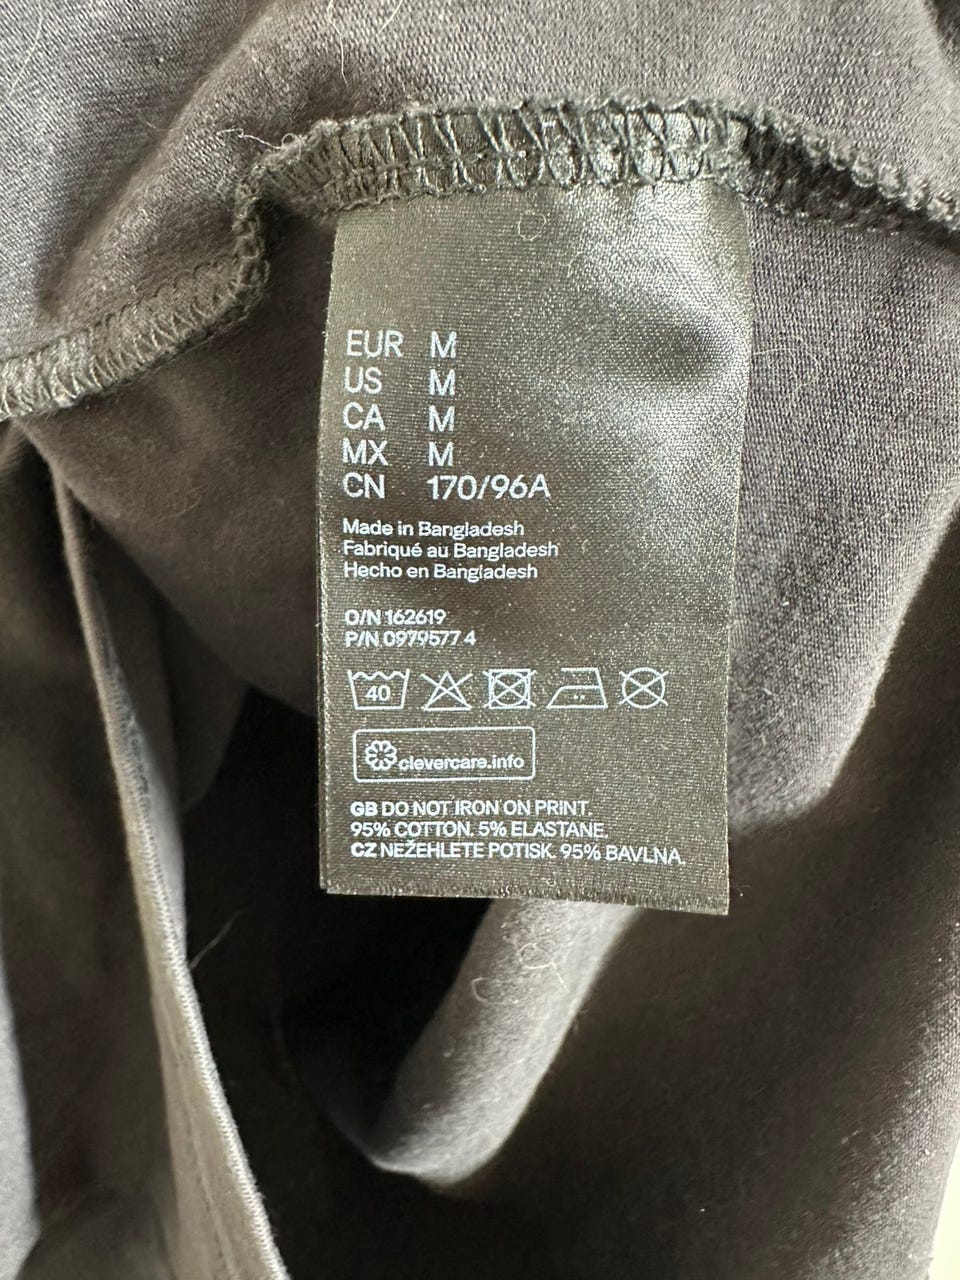 EUR M
US M
CA M
MX M
CN 170/96A
Made in Bangladesh
Fabriqué au Bangladesh
Hecho en Bangladesh
O/N 162619
P/N 0979577 4
40
clevercare.info
GB DO NOT IRON ON PRINT.
95% COTTON. 5% ELASTANE.
CZ NEŽEHLETE POTISK. 95% BAVLNA.